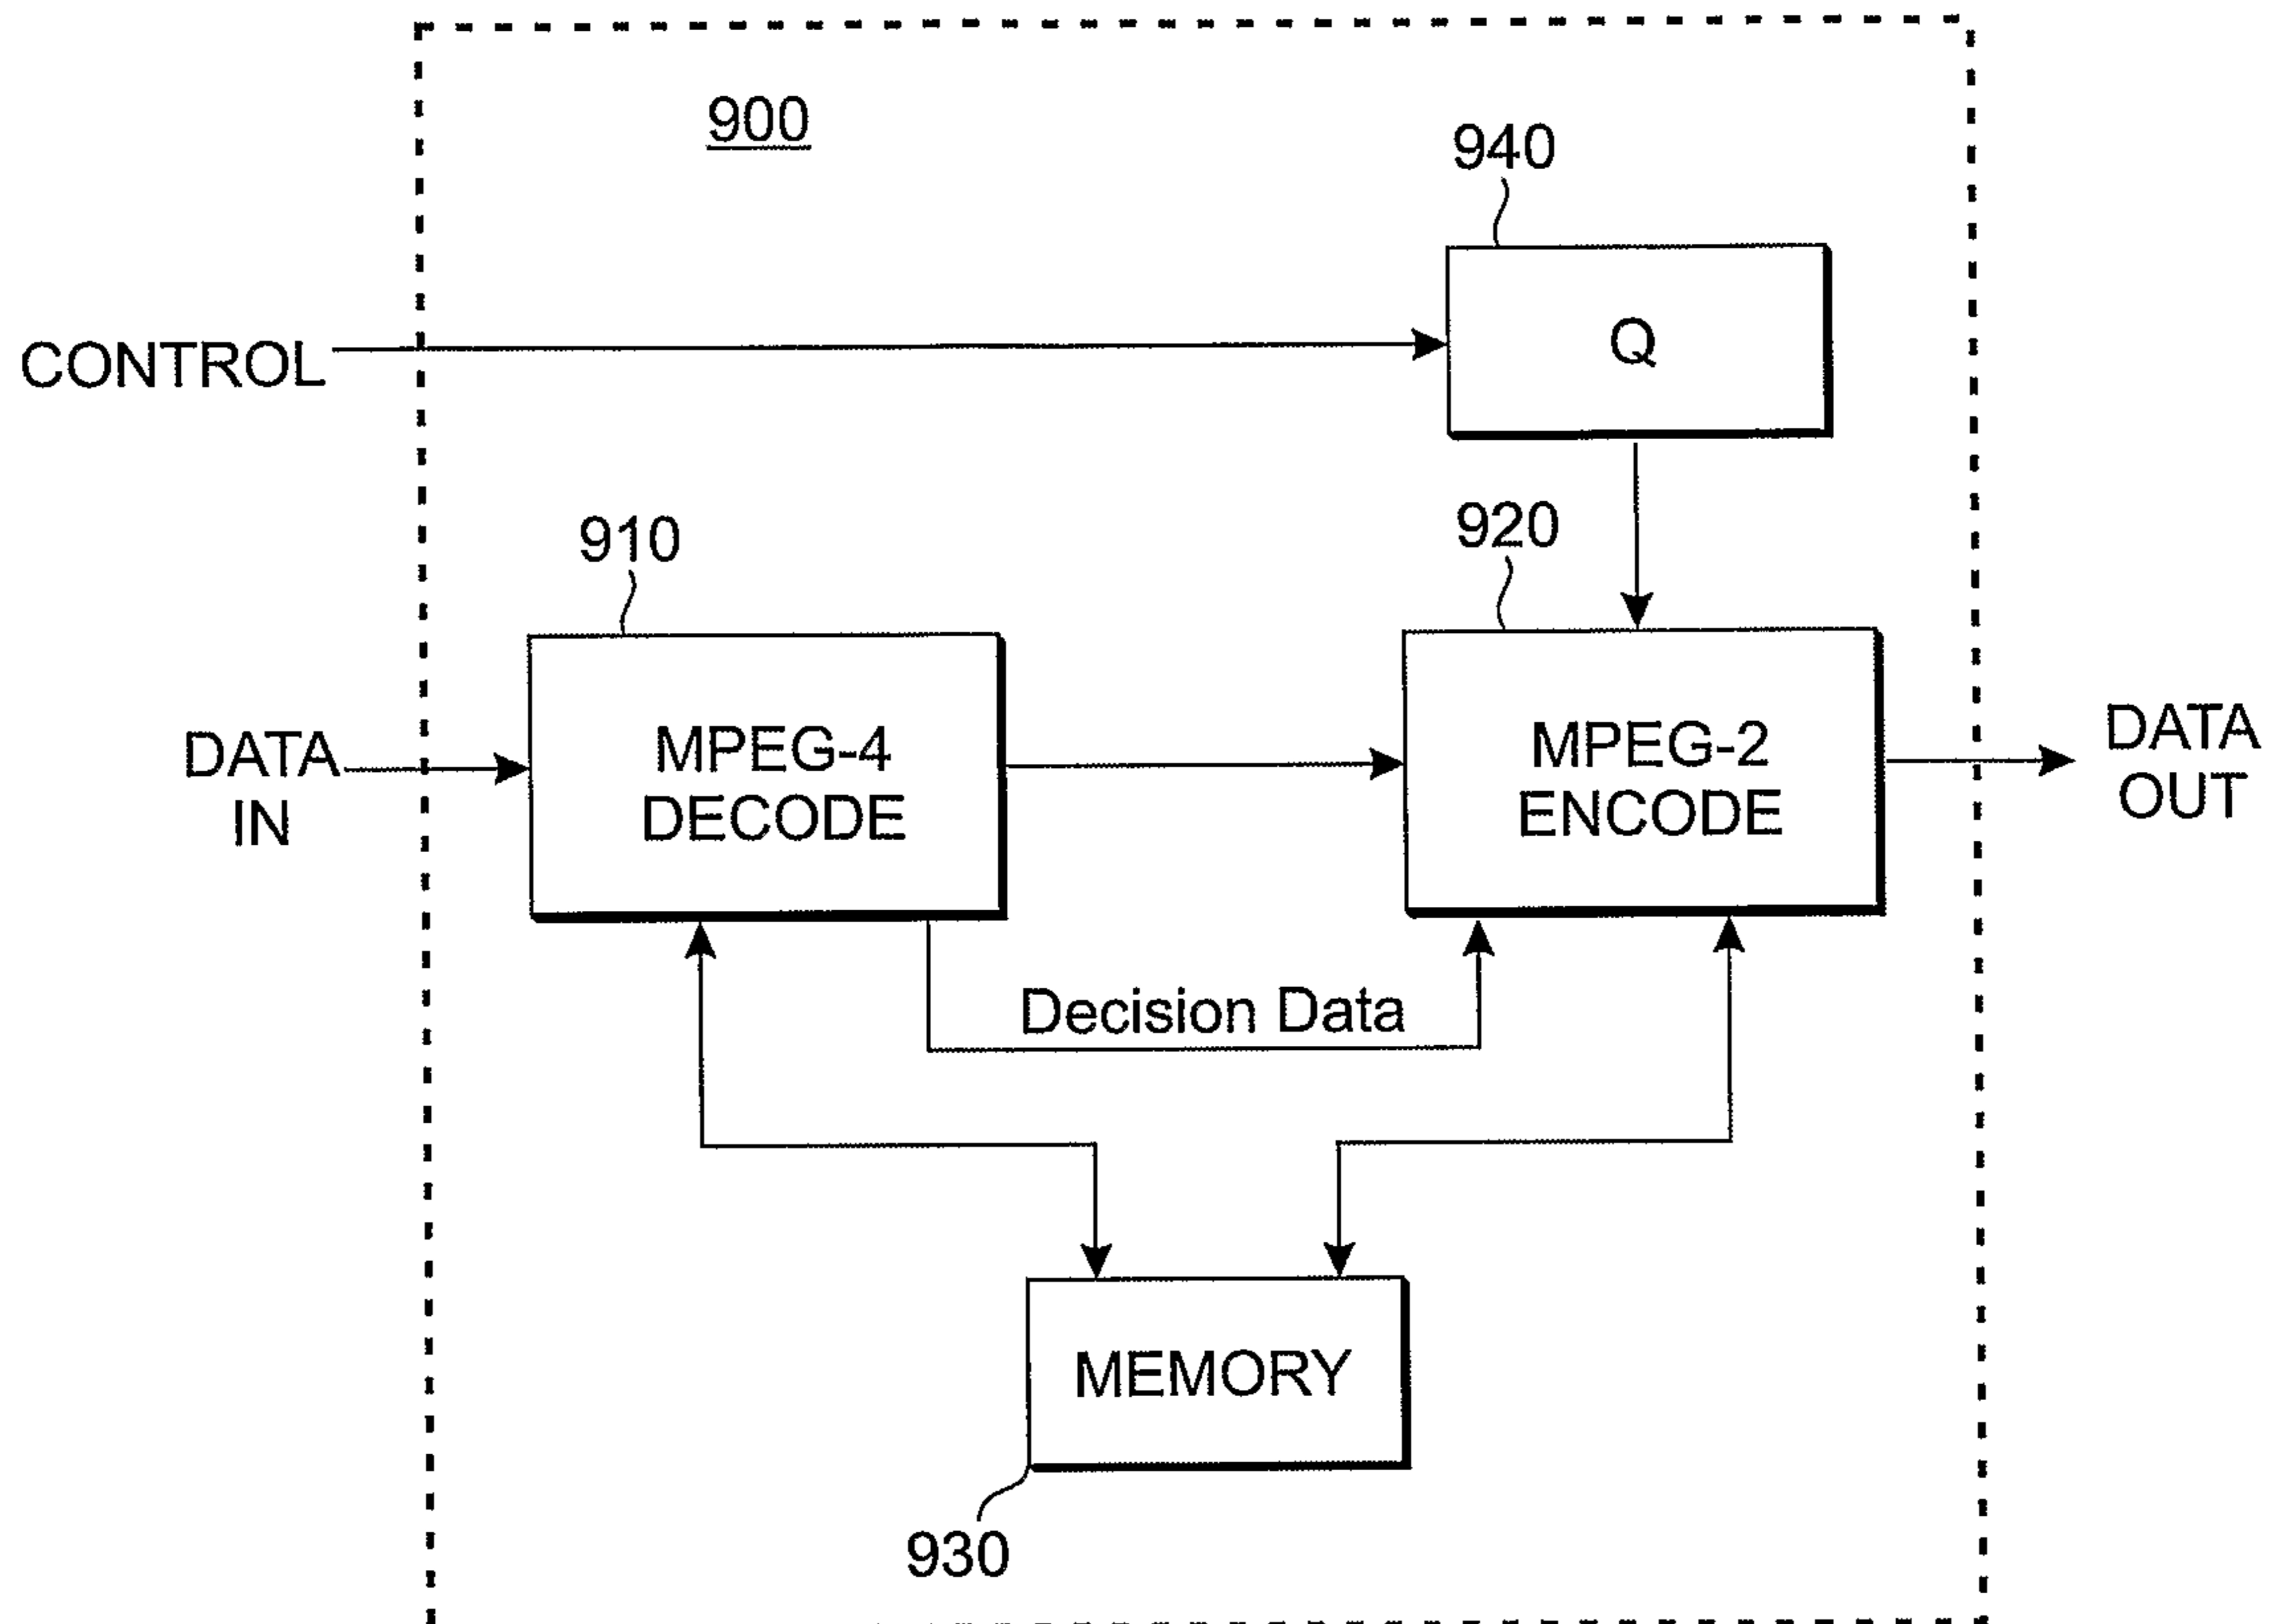 900
940
CONTROL
Q
910
920
DATA
IN
MPEG-4
DECODE
MPEG-2
ENCODE
DATA
OUT
Decision Data
MEMORY
930